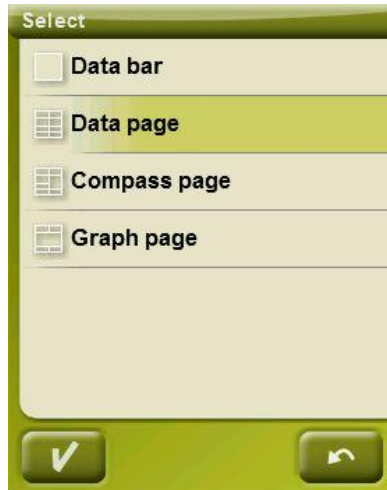 Select
Data bar
Data page
Compass page
Graph page